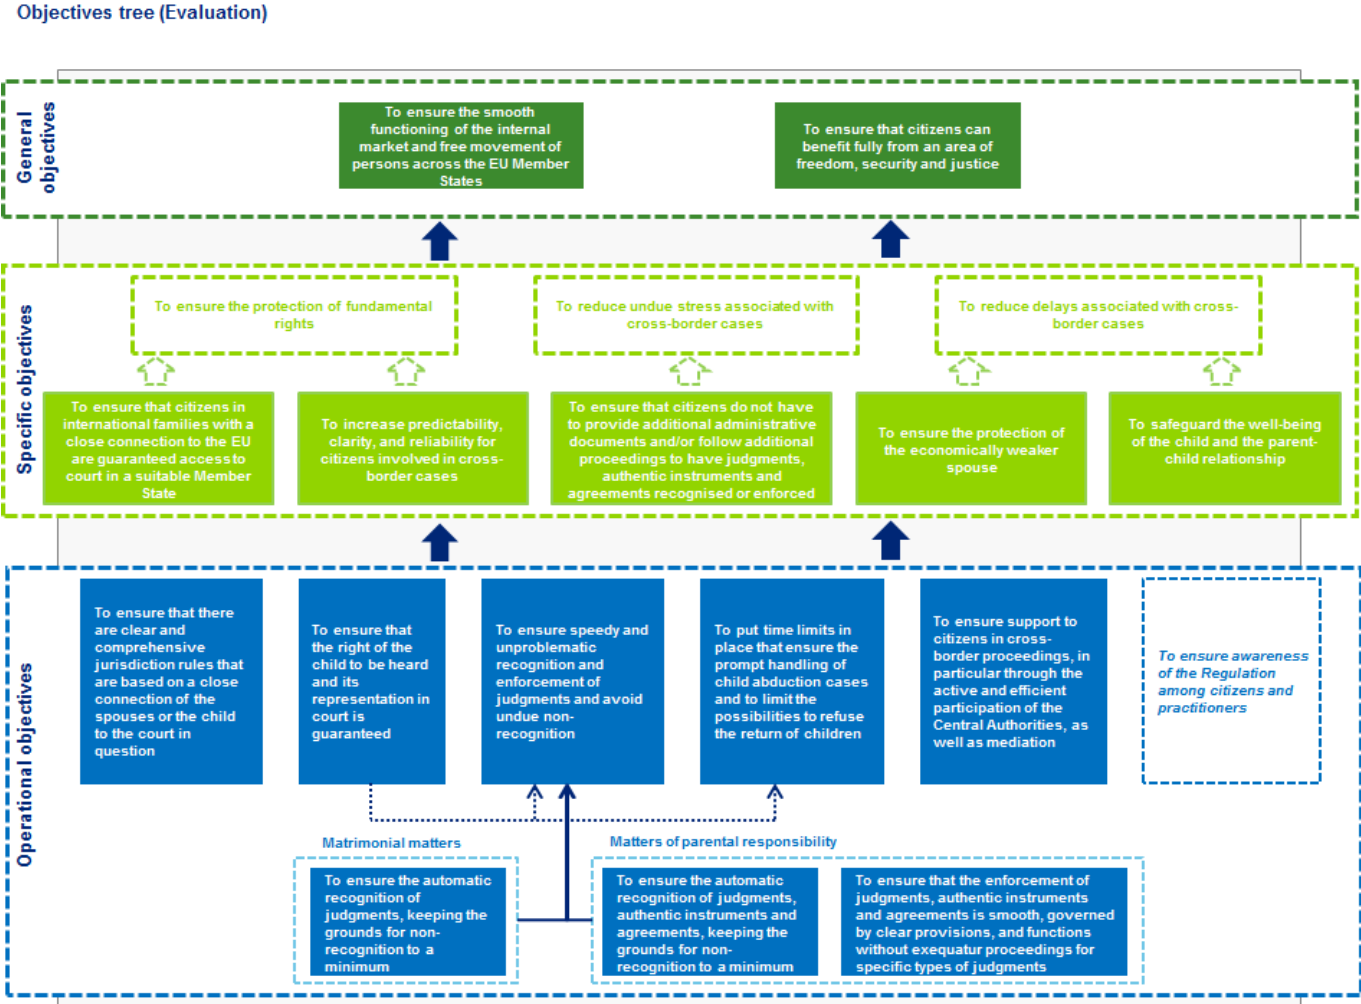 Objectives tree (Evaluation)
General
objectives
To ensure the smooth
functioning of the internal
market and free movement of
persons across the EU Member
States
To ensure that citizens can
benefit fully from an area of
freedom, security and justice
Specific objectives
To ensure the protection of fundamental
rights
To reduce undue stress associated with
cross-border cases
To reduce delays associated with cross-
border cases
To ensure that citizens in
international families with a
close connection to the EU
are guaranteed access to
court in a suitable Member
State
To increase predictability,
clarity, and reliability for
citizens involved in cross-
border cases
To ensure that citizens do not have
to provide additional administrative
documents and/or follow additional
proceedings to have judgments,
authentic instruments and
agreements recognised or enforced
To ensure the protection of
the economically weaker
spouse
To safeguard the well-being
of the child and the parent-
child relationship
Operational objectives
To ensure that there
are clear and
comprehensive
jurisdiction rules that
are based on a close
connection of the
spouses or the child
to the court in
question
To ensure that
the right of the
child to be heard
and its
representation in
court is
guaranteed
To ensure speedy and
unproblematic
recognition and
enforcement of
judgments and avoid
undue non-
recognition
To put time limits in
place that ensure the
prompt handling of
child abduction cases
and to limit the
possibilities to refuse
the return of children
To ensure support to
citizens in cross-
border proceedings, in
particular through the
active and efficient
participation of the
Central Authorities, as
well as mediation
To ensure awareness
of the Regulation
among citizens and
practitioners
Matrimonial matters
To ensure the automatic
recognition of
judgments, keeping the
grounds for non-
recognition to a
minimum
Matters of parental responsibility
To ensure the automatic
recognition of judgments,
authentic instruments and
agreements, keeping the
grounds for non-
recognition to a minimum
To ensure that the enforcement of
judgments, authentic instruments
and agreements is smooth, governed
by clear provisions, and functions
without exequatur proceedings for
specific types of judgments